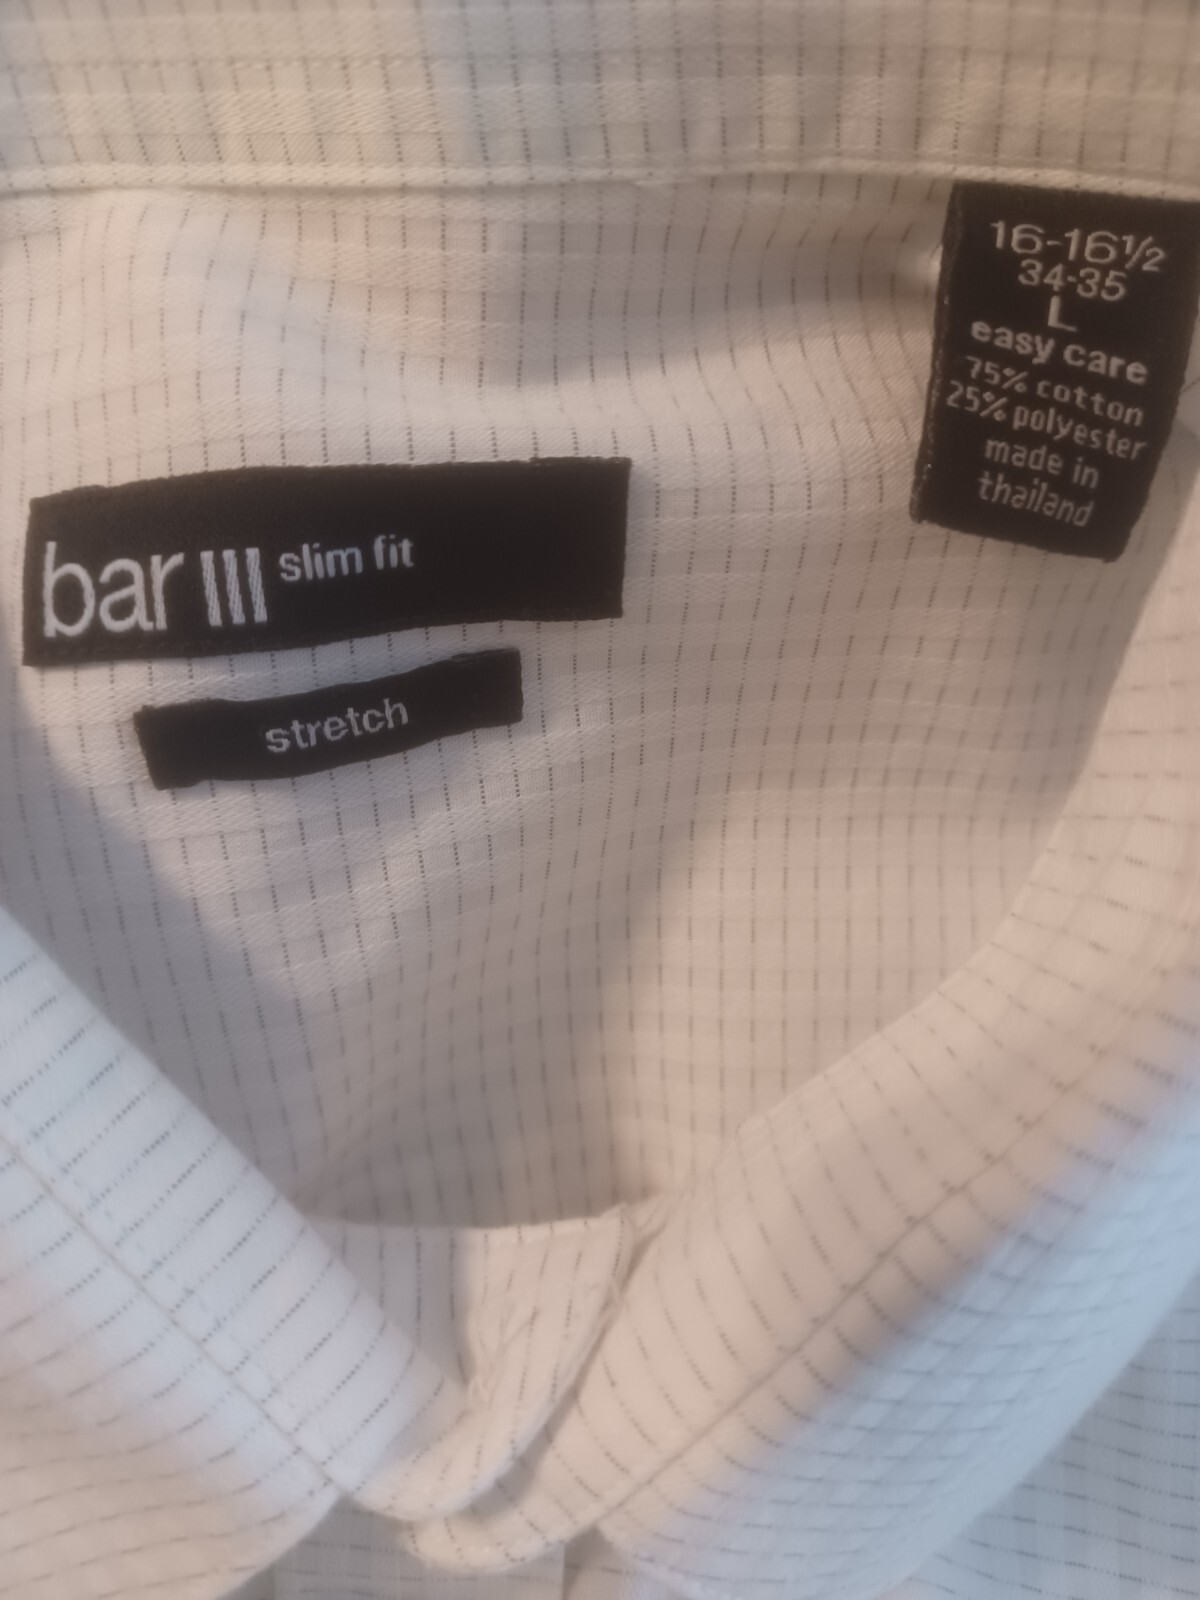 16-16½
34-35
L
easy care
75% cotton
25% polyester
made in
thailand
bar III slim fit
stretch